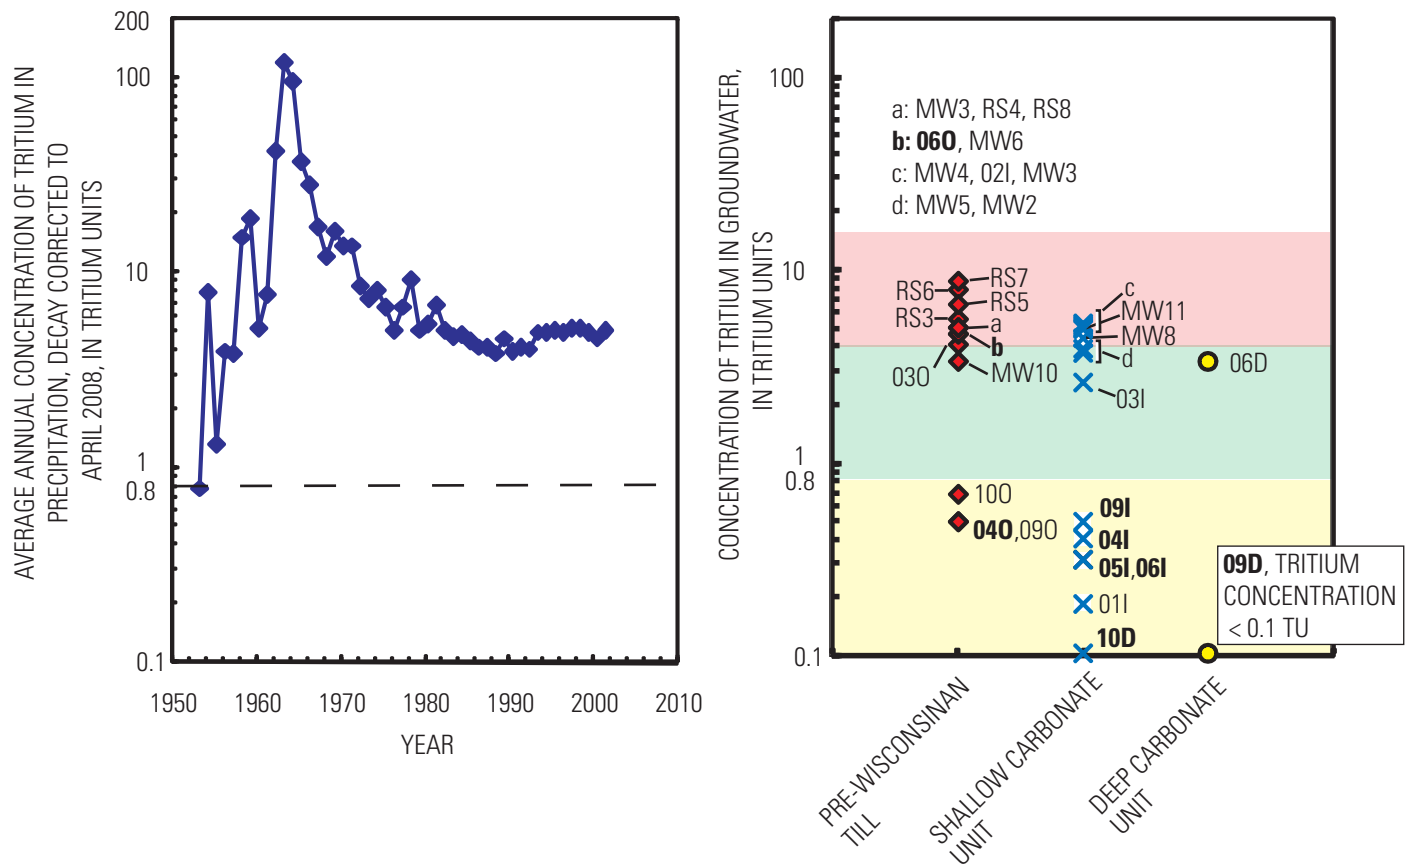 AVERAGE ANNUAL CONCENTRATION OF TRITIUM IN
PRECIPITATION, DECAY CORRECTED TO
APRIL 2008, IN TRITIUM UNITS
200
100
10
1
0.8
0.1
1950
1960
1970
1980
1990
2000
2010
YEAR
CONCENTRATION OF TRITIUM IN GROUNDWATER,
IN TRITIUM UNITS
100
10
1
0.8
0.1
a: MW3, RS4, RS8
b: 06O, MW6
c: MW4, 02I, MW3
d: MW5, MW2
RS7
RS6
RS5
RS3
a
b
03O
MW10
c
MW11
MW8
d
03I
06D
10O
04O,09O
09I
04I
05I,06I
01I
10D
09D, TRITIUM
CONCENTRATION
< 0.1 TU
PRE-WISCONSINAN
TILL
SHALLOW CARBONATE
UNIT
DEEP CARBONATE
UNIT